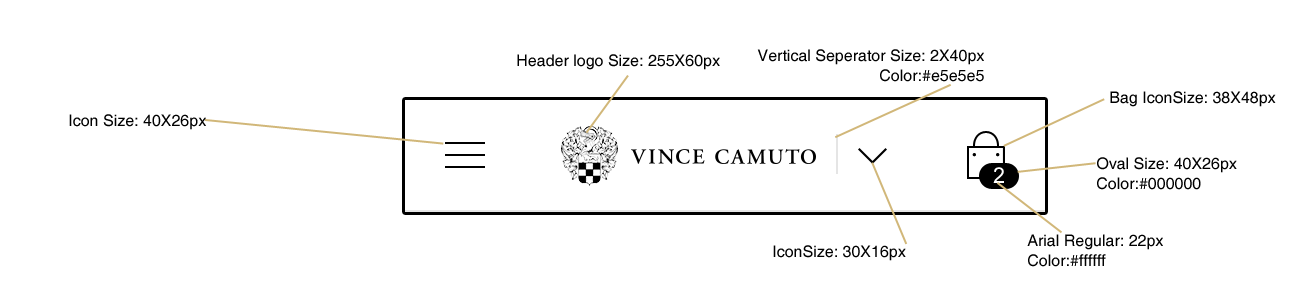 Header logo Size: 255X60px
Vertical Seperator Size: 2X40px
Color:#e5e5e5
Icon Size: 40X26px
Bag IconSize: 38X48px
VINCE CAMUTO
2
Oval Size: 40X26px
Color:#000000
IconSize: 30X16px
Arial Regular: 22px
Color:#ffffff